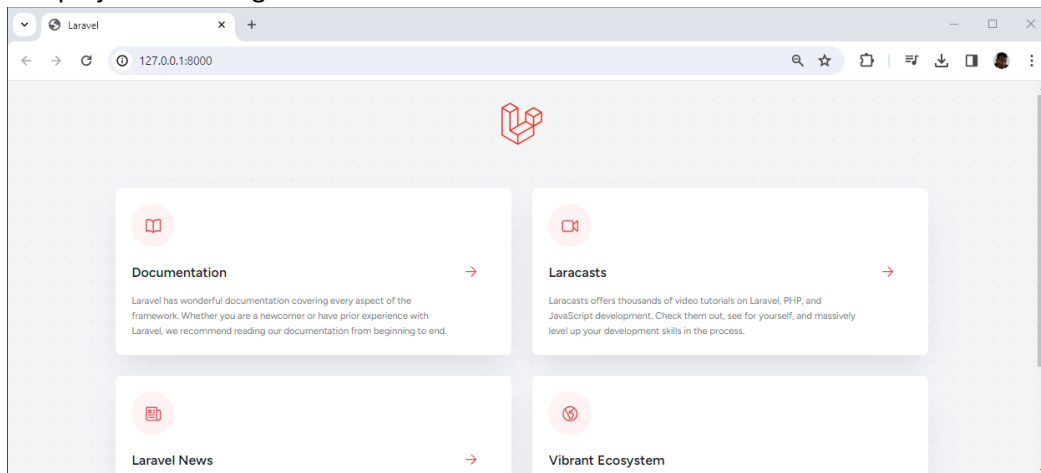 Laravel
127.0.0.1:8000
Documentation
Laravel has wonderful documentation covering every aspect of the
framework. Whether you are a newcomer or have prior experience with
Laravel, we recommend reading our documentation from beginning to end.
Laracasts
Laracasts offers thousands of video tutorials on Laravel, PHP, and
JavaScript development. Check them out, see for yourself, and massively
level up your development skills in the process.
Laravel News
Vibrant Ecosystem